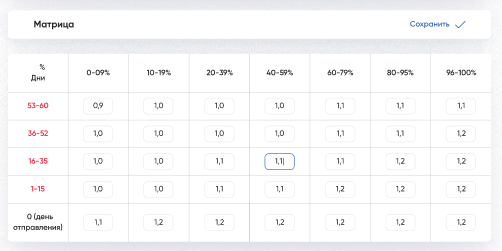 Матрица
Сохранить
% 0-09% 10-19% 20-39% 40-59% 60-79% 80-95% 96-100%
Дни
53-60 0,9 1,0 1,0 1,0 1,1 1,1 1,1
36-52 1,0 1,0 1,0 1,0 1,1 1,1 1,2
16-35 1,0 1,0 1,1 1,1 1,1 1,2 1,2
1-15 1,0 1,0 1,1 1,1 1,2 1,2 1,2
0 (день
отправления) 1,1 1,2 1,2 1,2 1,2 1,2 1,2